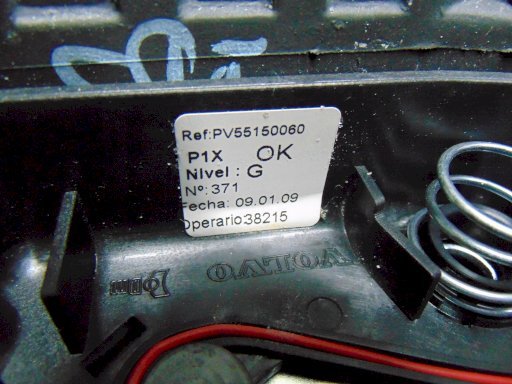 Ref:PV55150060
P1X OK
Nivel : G
Nº: 371
Fecha: 09.01.09
Operario38215
VOLVO